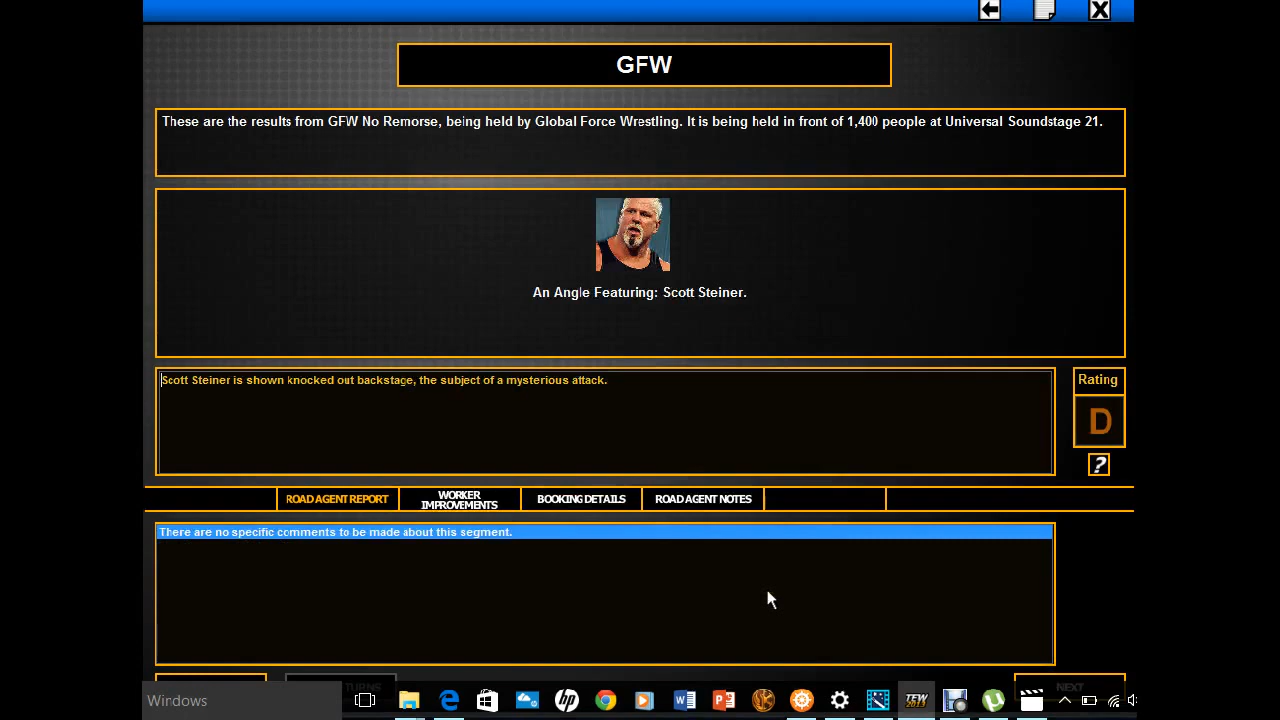 GFW
These are the results from GFW No Remorse, being held by Global Force Wrestling. It is being held in front of 1,400 people at Universal Soundstage 21.
An Angle Featuring: Scott Steiner.
Scott Steiner is shown knocked out backstage, the subject of a mysterious attack.
Rating
D
?
ROAD AGENT REPORT
WORKER
IMPROVEMENTS
BOOKING DETAILS
ROAD AGENT NOTES
There are no specific comments to be made about this segment.
NEXT
Windows
hp
TEW